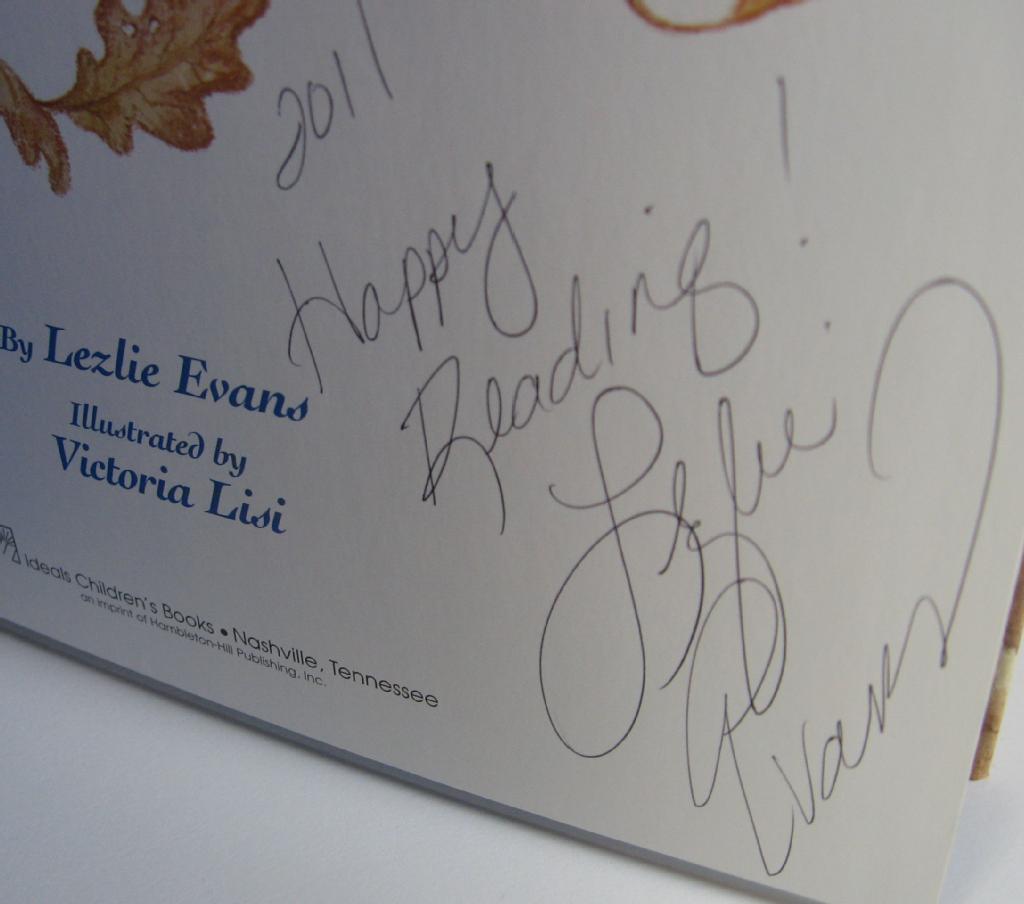 2011
Happy
Reading!
Lezlie
Evans
By Lezlie Evans
Illustrated by
Victoria Lisi
Ideals Children's Books • Nashville, Tennessee
an imprint of Hambleton-Hill Publishing, Inc.